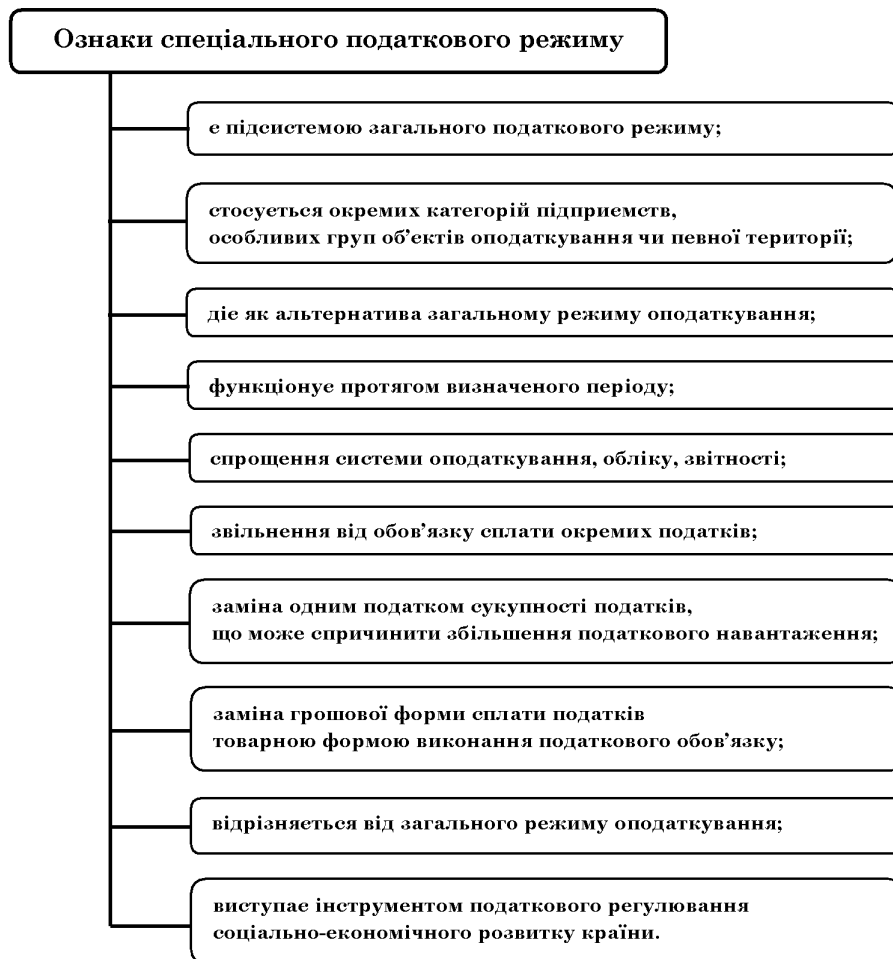 Ознаки спеціального податкового режиму
є підсистемою загального податкового режиму;
стосується окремих категорій підприємств,
особливих груп об’єктів оподаткування чи певної території;
діє як альтернатива загальному режиму оподаткування;
функціонує протягом визначеного періоду;
спрощення системи оподаткування, обліку, звітності;
звільнення від обов’язку сплати окремих податків;
заміна одним податком сукупності податків,
що може спричинити збільшення податкового навантаження;
заміна грошової форми сплати податків
товарною формою виконання податкового обов’язку;
відрізняється від загального режиму оподаткування;
виступає інструментом податкового регулювання
соціально-економічного розвитку країни.